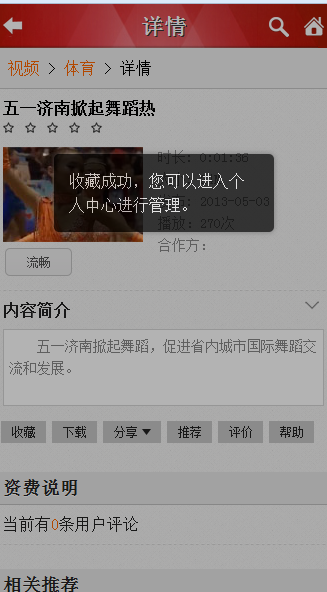 详情
视频 > 体育 > 详情
五一济南掀起舞蹈热
时长：0:01:36
收藏成功，您可以进入个
人中心进行管理。
2013-05-03
播放：270次
合作方：
流畅
内容简介
五一济南掀起舞蹈，促进省内城市国际舞蹈交
流和发展。
收藏 下载 分享 推荐 评价 帮助
资费说明
当前有0条用户评论
相关推荐